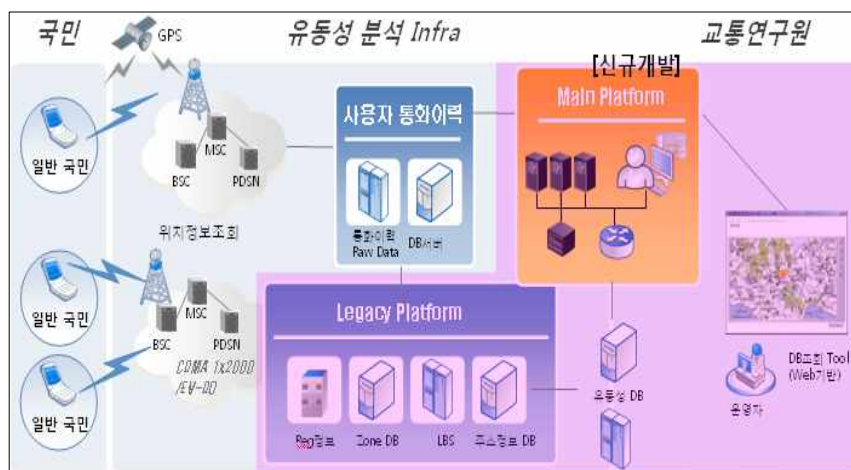 국민
유동성 분석 Infra
교통연구원
GPS
[신규개발]
Main Platform
사용자 통화이력
일반 국민
MSC
BSC
PDSN
위치정보조회
통화이력
Raw Data
DB서버
Legacy Platform
일반 국민
MSC
BSC
PDSN
CDMA 1x2000
/EV-DO
일반 국민
Reg정보
Zone DB
LBS
주소정보 DB
유동성 DB
DB조회 Tool
(Web기반)
운영자